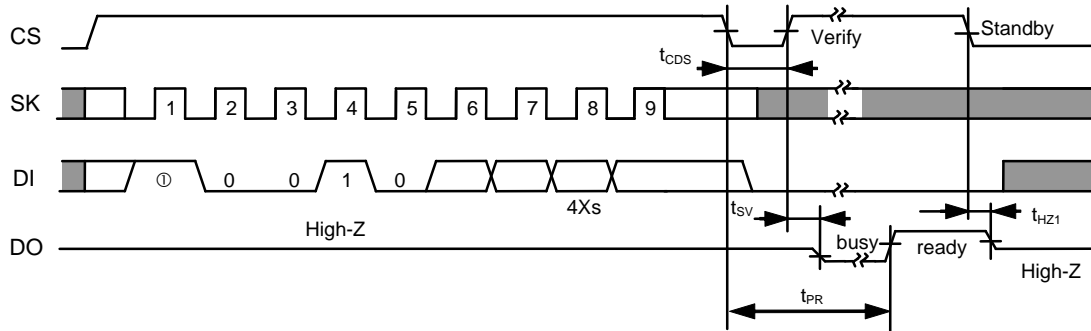 CS
Verify
Standby
tCDS
SK
1 2 3 4 5 6 7 8 9
DI
① 0 0 1 0
4Xs
tSV
tHZ1
High-Z
DO
busy
ready
High-Z
tPR